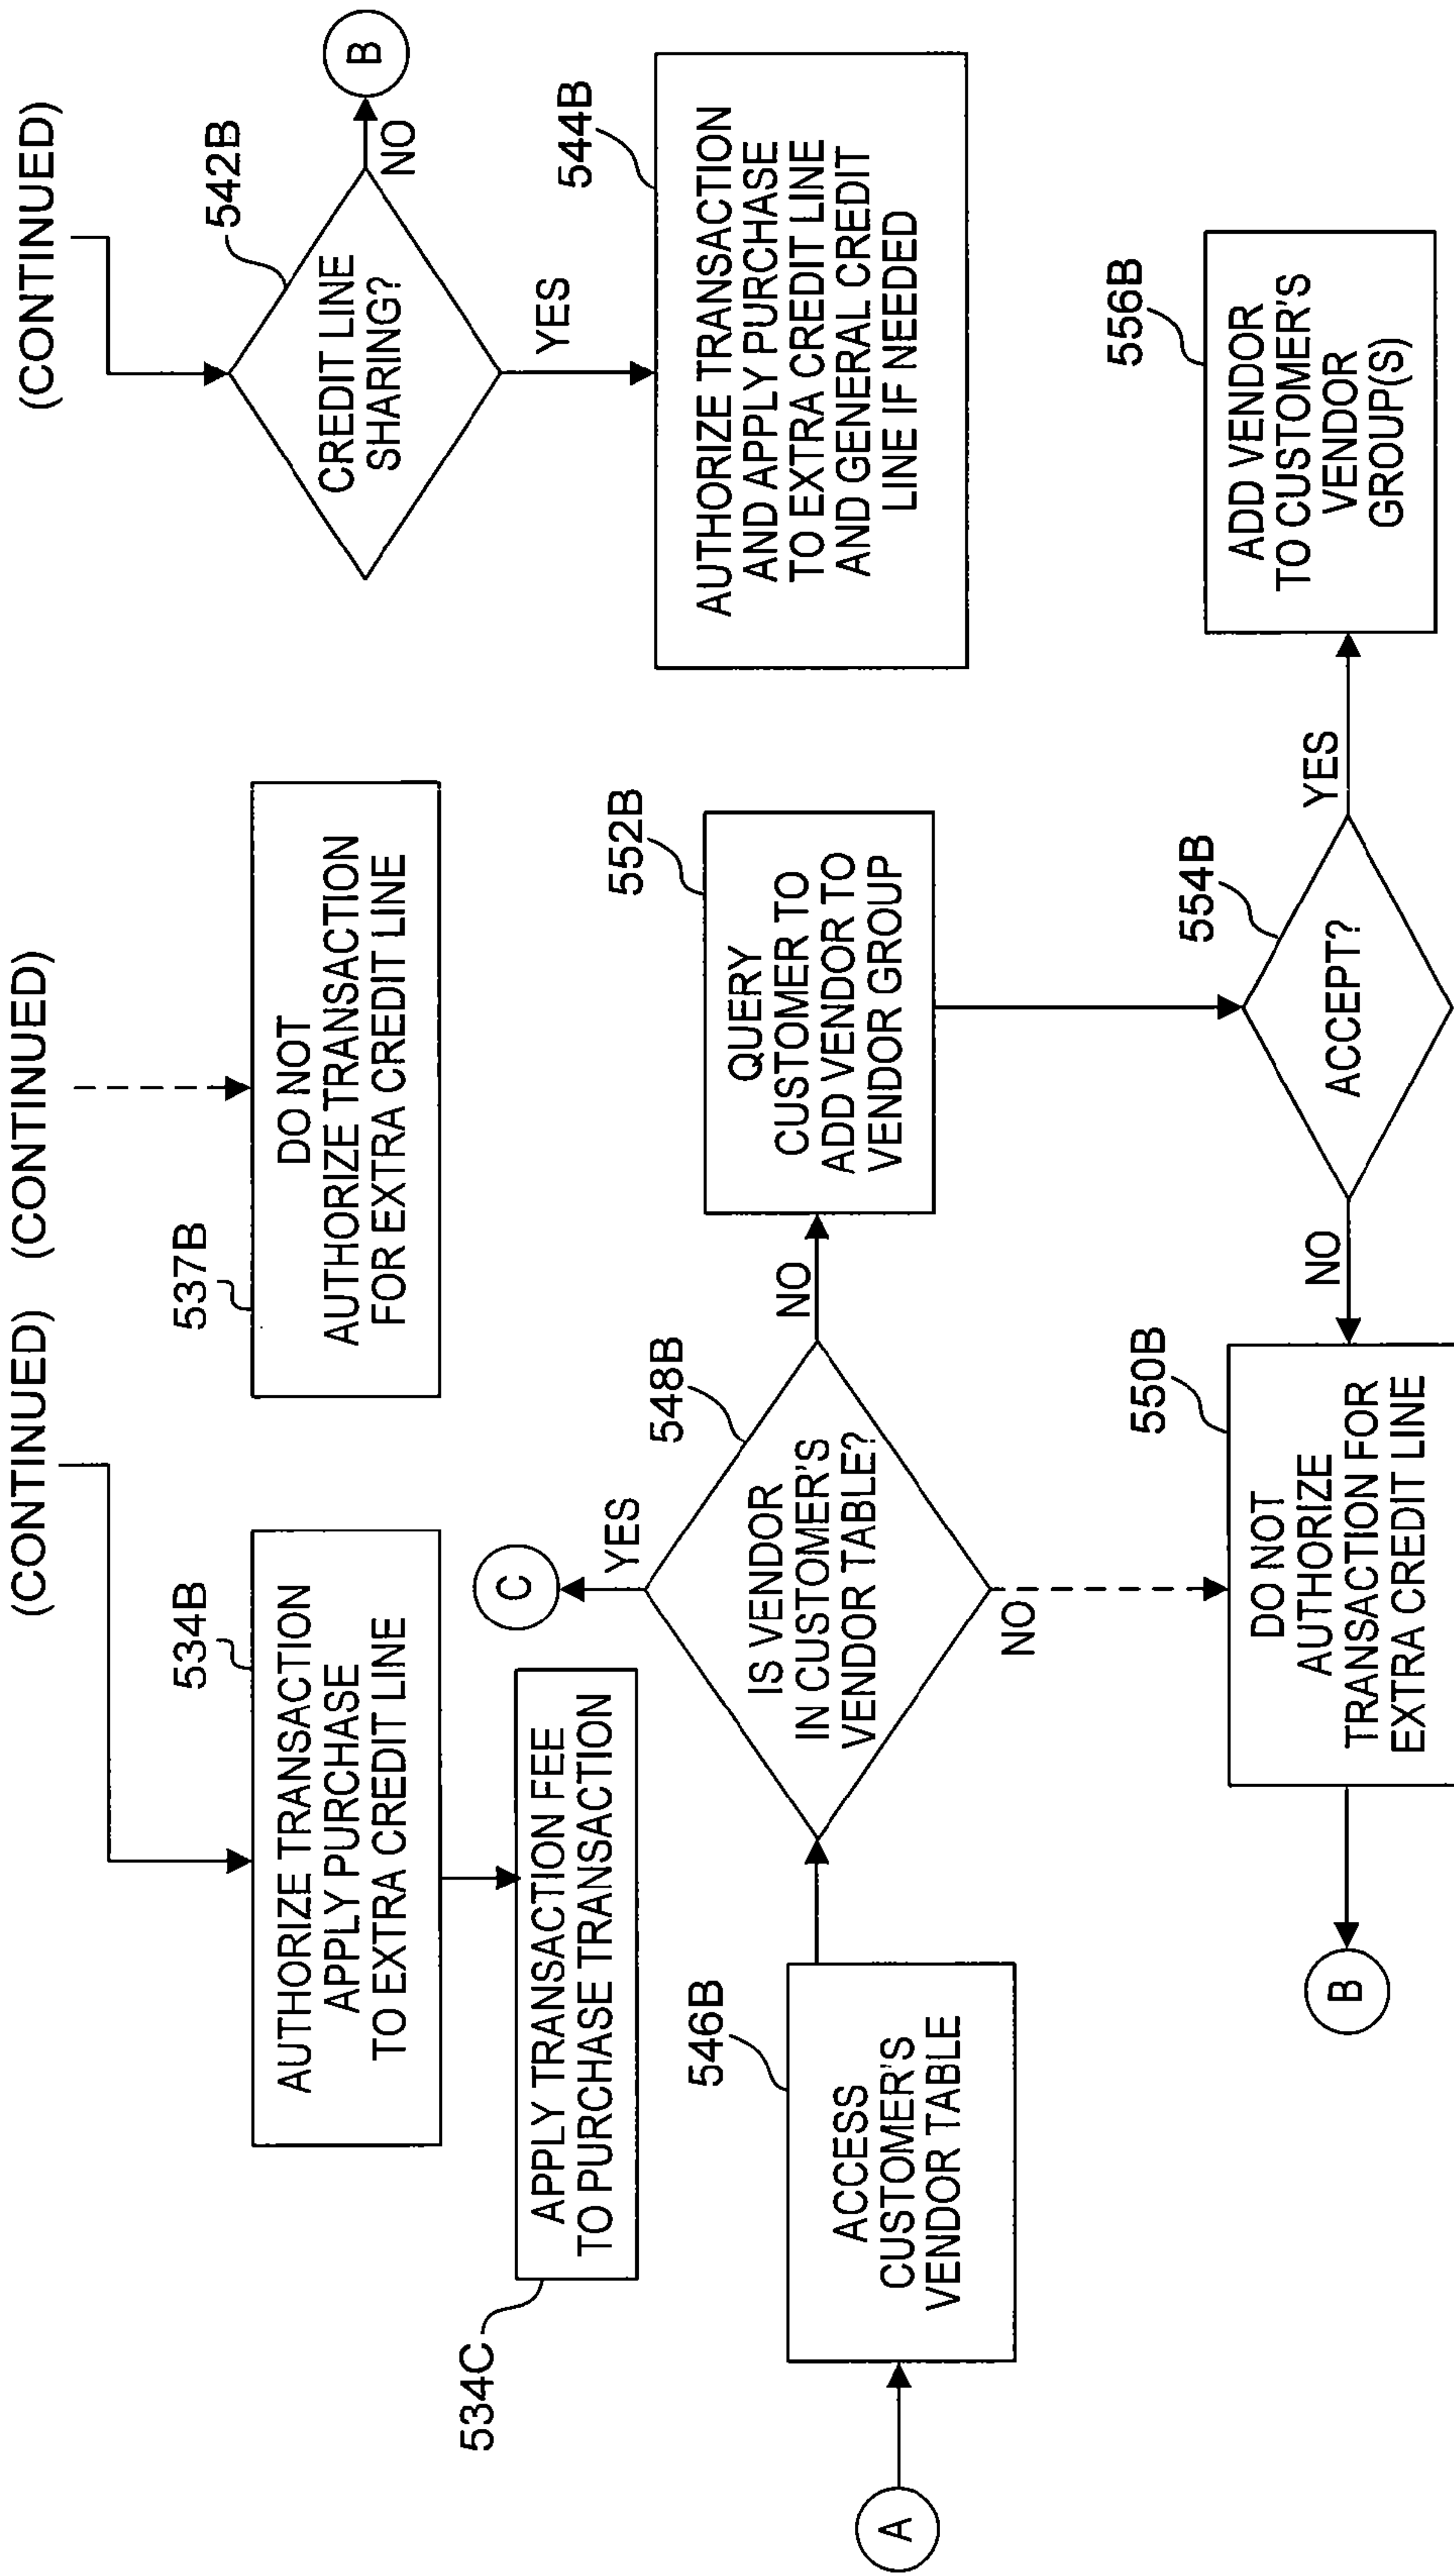 (CONTINUED)
(CONTINUED)
(CONTINUED)
534B
AUTHORIZE TRANSACTION
APPLY PURCHASE
TO EXTRA CREDIT LINE
534C
APPLY TRANSACTION FEE
TO PURCHASE TRANSACTION
537B
DO NOT
AUTHORIZE TRANSACTION
FOR EXTRA CREDIT LINE
542B
CREDIT LINE
SHARING?
NO
B
YES
544B
AUTHORIZE TRANSACTION
AND APPLY PURCHASE
TO EXTRA CREDIT LINE
AND GENERAL CREDIT
LINE IF NEEDED
A
546B
ACCESS
CUSTOMER'S
VENDOR TABLE
C
YES
548B
IS VENDOR
IN CUSTOMER'S
VENDOR TABLE?
NO
NO
552B
QUERY
CUSTOMER TO
ADD VENDOR TO
VENDOR GROUP
B
550B
DO NOT
AUTHORIZE
TRANSACTION FOR
EXTRA CREDIT LINE
NO
554B
ACCEPT?
YES
556B
ADD VENDOR
TO CUSTOMER'S
VENDOR
GROUP(S)